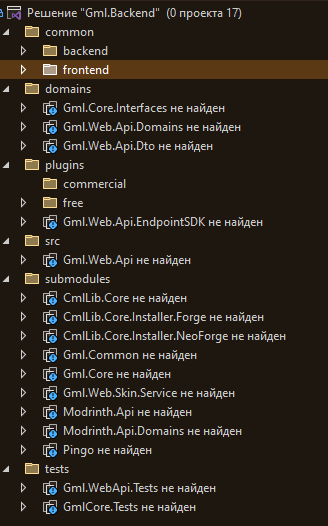 Решение "Gml.Backend" (0 проекта 17)
common
backend
frontend
domains
Gml.Core.Interfaces не найден
Gml.Web.Api.Domains не найден
Gml.Web.Api.Dto не найден
plugins
commercial
free
Gml.Web.Api.EndpointSDK не найден
src
Gml.Web.Api не найден
submodules
CmlLib.Core не найден
CmlLib.Core.Installer.Forge не найден
CmlLib.Core.Installer.NeoForge не найден
Gml.Common не найден
Gml.Core не найден
Gml.Web.Skin.Service не найден
Modrinth.Api не найден
Modrinth.Api.Domains не найден
Pingo не найден
tests
Gml.WebApi.Tests не найден
GmlCore.Tests не найден